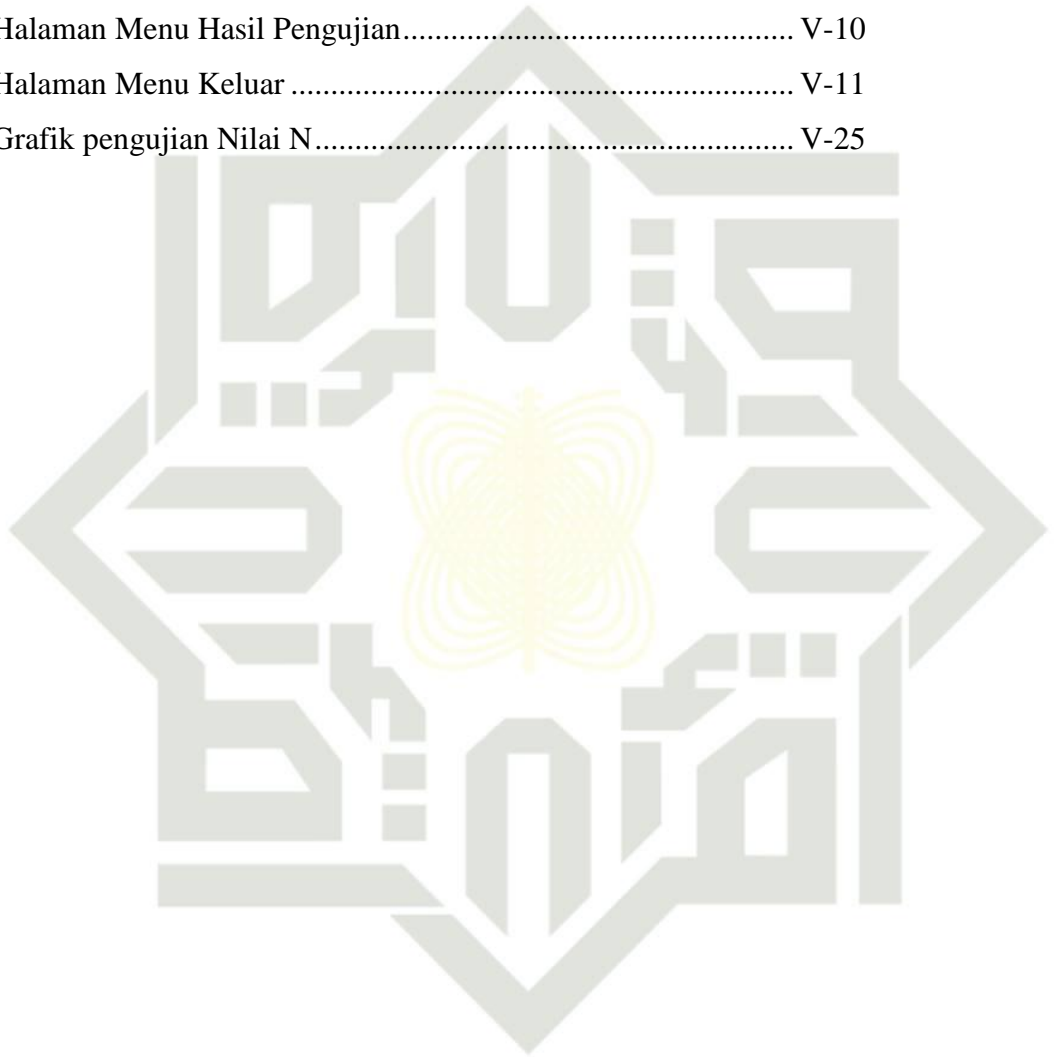 Halaman Menu Hasil Pengujian................................................. V-10
Halaman Menu Keluar ............................................................... V-11
Grafik pengujian Nilai N............................................................ V-25